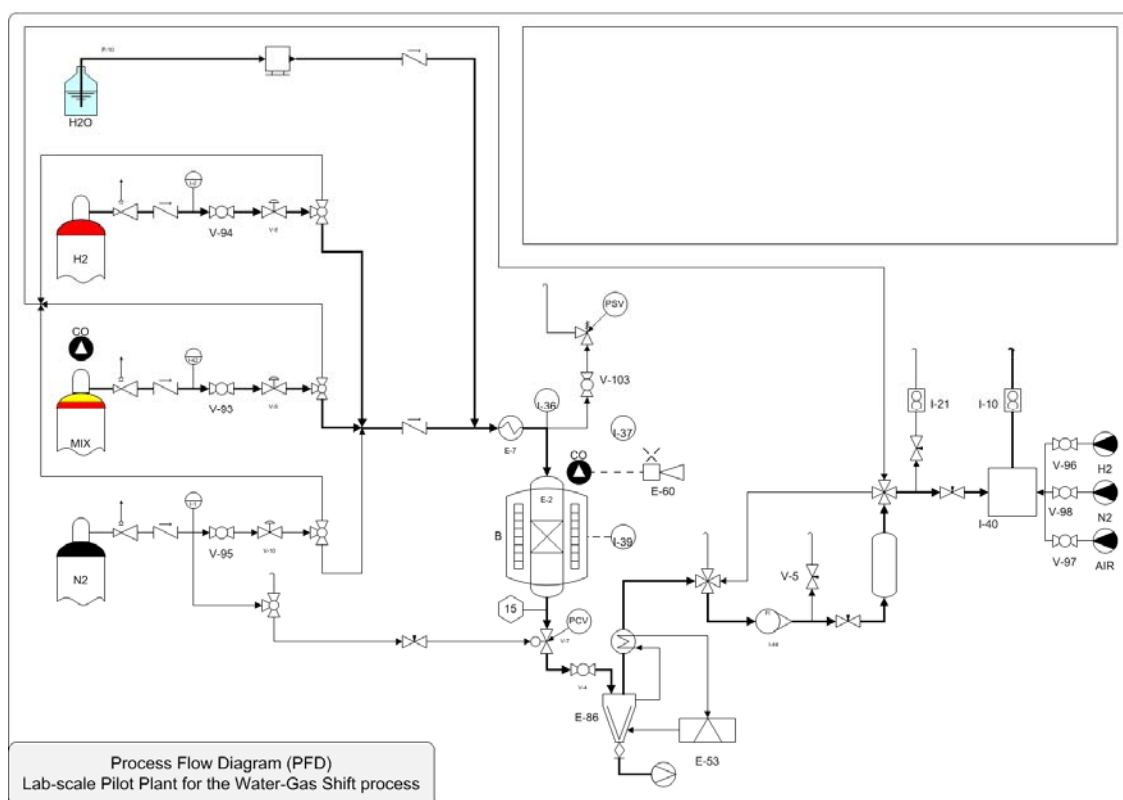 P-10
H2O
I-2
H2
V-94
V-8
CO
MIX
V-93
V-9
I-1
N2
V-95
V-10
PSV
V-103
I-36
I-37
E-7
CO
E-60
E-2
B
I-39
15
PCV
V-7
V-4
E-86
E-53
V-5
I-21
I-10
I-40
V-96
H2
V-98
N2
V-97
AIR
Process Flow Diagram (PFD)
Lab-scale Pilot Plant for the Water-Gas Shift process